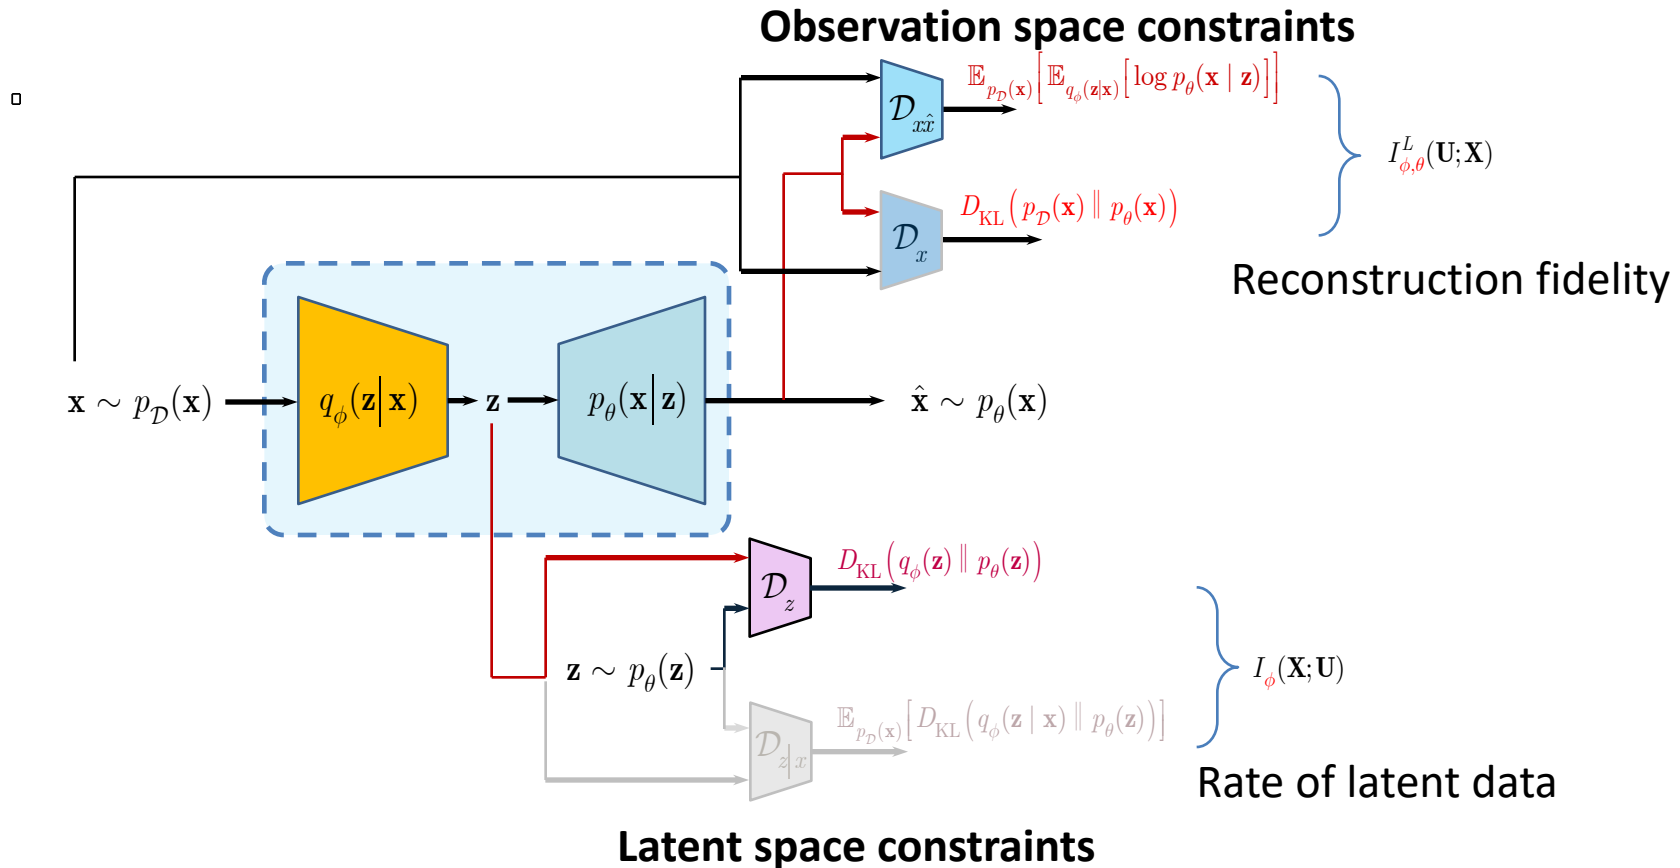 Observation space constraints
𝔼_{p_𝒟(𝐱)}[𝔼_{q_ϕ(𝐳|𝐱)}[log p_θ(𝐱 | 𝐳)]]
𝒟_{xx̂}
I^L_{ϕ,θ}(𝐔; 𝐗)
D_KL(p_𝒟(𝐱) ∥ p_θ(𝐱))
𝒟_x
Reconstruction fidelity
𝐱 ∼ p_𝒟(𝐱)
q_ϕ(𝐳|𝐱)
𝐳
p_θ(𝐱|𝐳)
𝐱̂ ∼ p_θ(𝐱)
D_KL(q_ϕ(𝐳) ∥ p_θ(𝐳))
𝒟_z
𝐳 ∼ p_θ(𝐳)
I_ϕ(𝐗; 𝐔)
𝔼_{p_𝒟(𝐱)}[D_KL(q_ϕ(𝐳 | 𝐱) ∥ p_θ(𝐳))]
𝒟_{z|x}
Rate of latent data
Latent space constraints